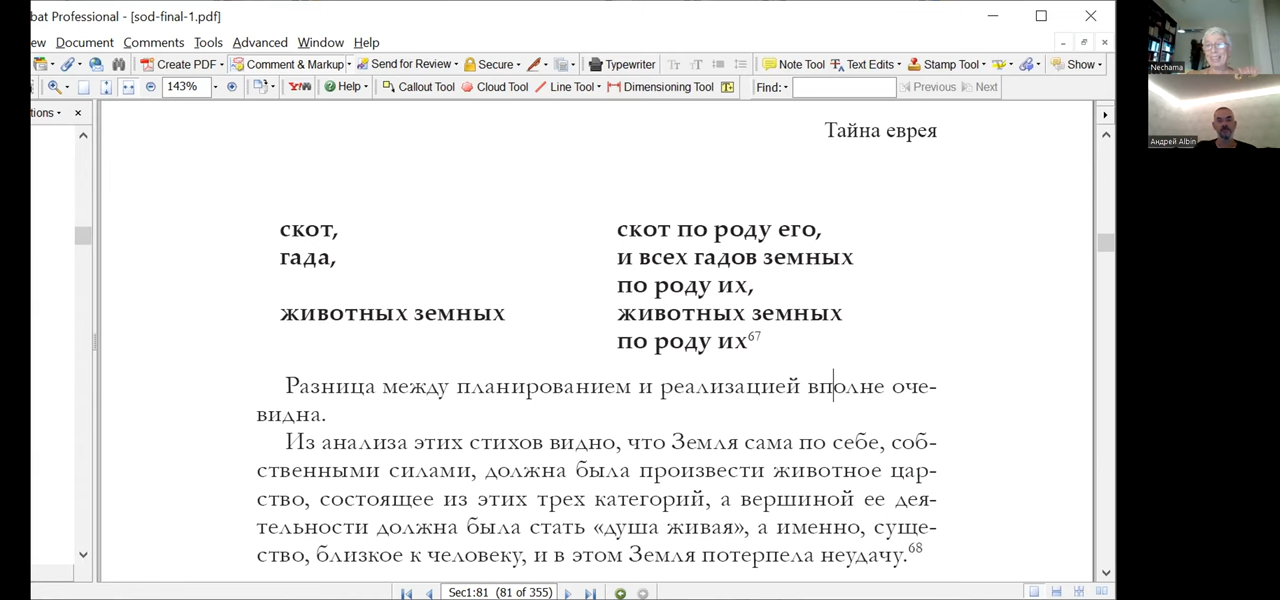 bat Professional - [sod-final-1.pdf]
ew Document Comments Tools Advanced Window Help
Create PDF Comment & Markup Send for Review Secure Typewriter Note Tool Text Edits Stamp Tool Show
143% Help Callout Tool Cloud Tool Line Tool Dimensioning Tool Find: Previous Next
tions
Тайна еврея
скот, скот по роду его,
гада, и всех гадов земных
по роду их,
животных земных животных земных
по роду их67
Разница между планированием и реализацией вполне оче-
видна.
Из анализа этих стихов видно, что Земля сама по себе, соб-
ственными силами, должна была произвести животное цар-
ство, состоящее из этих трех категорий, а вершиной ее дея-
тельности должна была стать «душа живая», а именно, суще-
ство, близкое к человеку, и в этом Земля потерпела неудачу.68
Sec1:81 (81 of 355)
Nechama
Андрей Albin